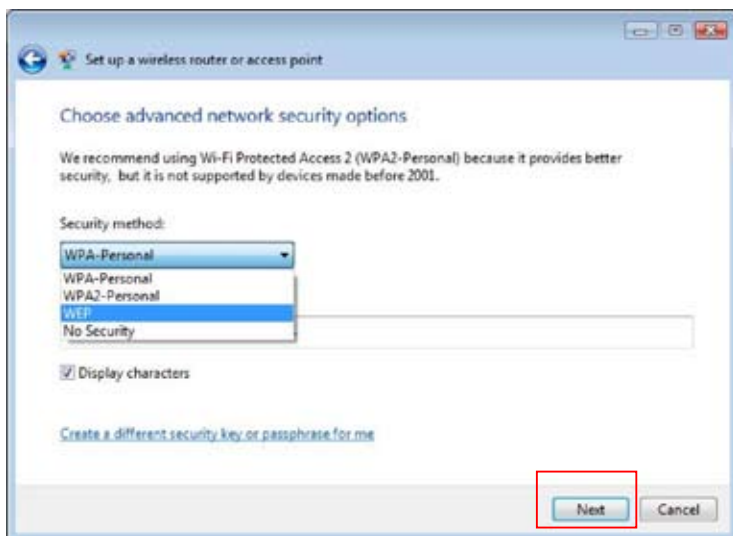 Set up a wireless router or access point
Choose advanced network security options
We recommend using Wi-Fi Protected Access 2 (WPA2-Personal) because it provides better
security, but it is not supported by devices made before 2001.
Security method:
WPA-Personal
WPA-Personal
WPA2-Personal
WEP
No Security
Display characters
Create a different security key or passphrase for me
Next Cancel